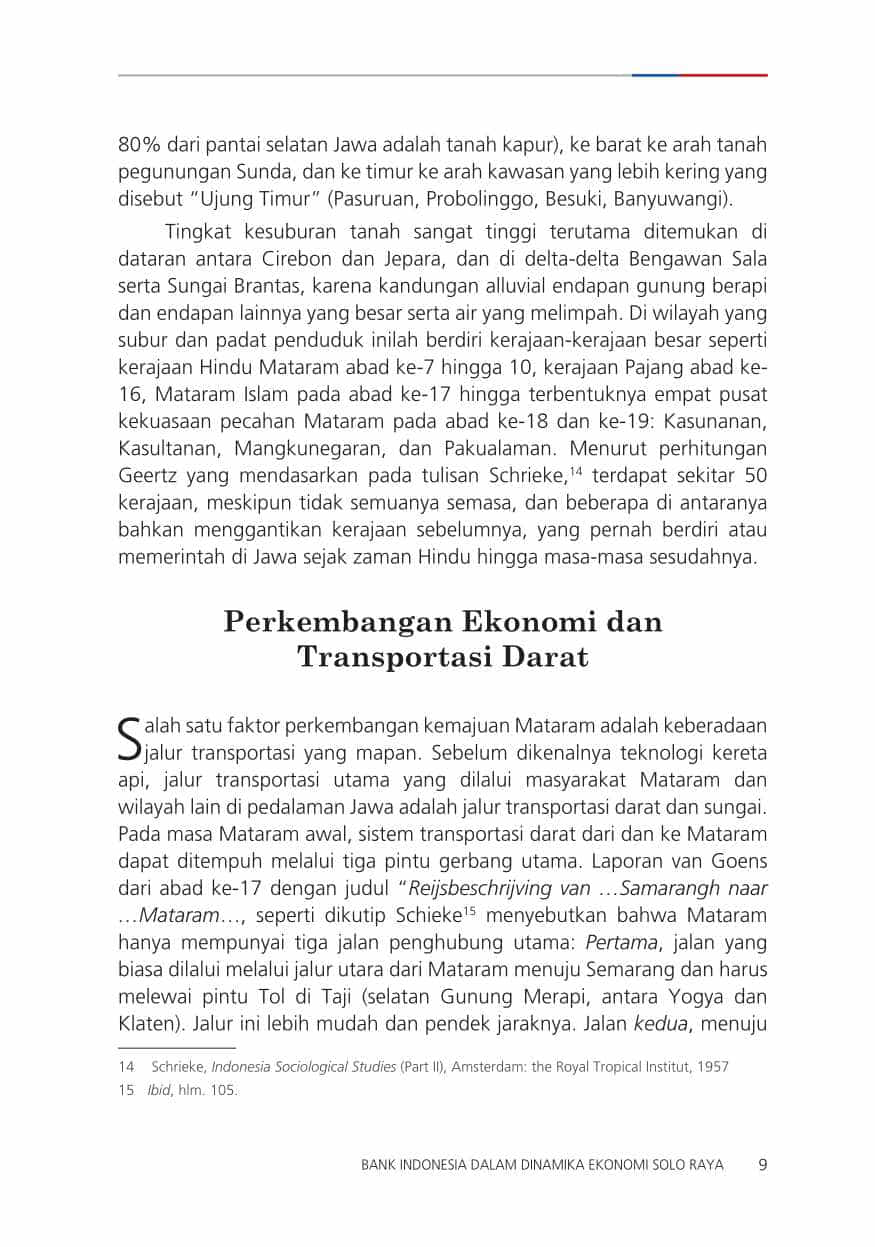 80% dari pantai selatan Jawa adalah tanah kapur), ke barat ke arah tanah
pegunungan Sunda, dan ke timur ke arah kawasan yang lebih kering yang
disebut “Ujung Timur” (Pasuruan, Probolinggo, Besuki, Banyuwangi).
Tingkat kesuburan tanah sangat tinggi terutama ditemukan di
dataran antara Cirebon dan Jepara, dan di delta-delta Bengawan Sala
serta Sungai Brantas, karena kandungan alluvial endapan gunung berapi
dan endapan lainnya yang besar serta air yang melimpah. Di wilayah yang
subur dan padat penduduk inilah berdiri kerajaan-kerajaan besar seperti
kerajaan Hindu Mataram abad ke-7 hingga 10, kerajaan Pajang abad ke-
16, Mataram Islam pada abad ke-17 hingga terbentuknya empat pusat
kekuasaan pecahan Mataram pada abad ke-18 dan ke-19: Kasunanan,
Kasultanan, Mangkunegaran, dan Pakualaman. Menurut perhitungan
Geertz yang mendasarkan pada tulisan Schrieke,14 terdapat sekitar 50
kerajaan, meskipun tidak semuanya semasa, dan beberapa di antaranya
bahkan menggantikan kerajaan sebelumnya, yang pernah berdiri atau
memerintah di Jawa sejak zaman Hindu hingga masa-masa sesudahnya.
Perkembangan Ekonomi dan
Transportasi Darat
Salah satu faktor perkembangan kemajuan Mataram adalah keberadaan
jalur transportasi yang mapan. Sebelum dikenalnya teknologi kereta
api, jalur transportasi utama yang dilalui masyarakat Mataram dan
wilayah lain di pedalaman Jawa adalah jalur transportasi darat dan sungai.
Pada masa Mataram awal, sistem transportasi darat dari dan ke Mataram
dapat ditempuh melalui tiga pintu gerbang utama. Laporan van Goens
dari abad ke-17 dengan judul “Reijsbeschrijving van …Samarangh naar
…Mataram…, seperti dikutip Schieke15 menyebutkan bahwa Mataram
hanya mempunyai tiga jalan penghubung utama: Pertama, jalan yang
biasa dilalui melalui jalur utara dari Mataram menuju Semarang dan harus
melewai pintu Tol di Taji (selatan Gunung Merapi, antara Yogya dan
Klaten). Jalur ini lebih mudah dan pendek jaraknya. Jalan kedua, menuju
14 Schrieke, Indonesia Sociological Studies (Part II), Amsterdam: the Royal Tropical Institut, 1957
15 Ibid, hlm. 105.
BANK INDONESIA DALAM DINAMIKA EKONOMI SOLO RAYA 9